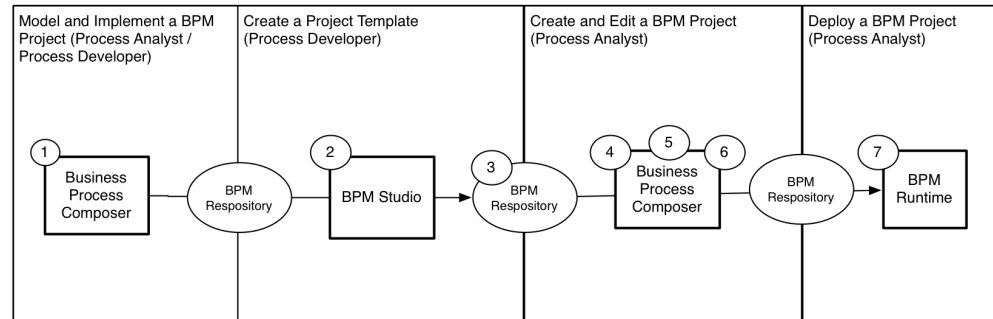 Model and Implement a BPM
Project (Process Analyst /
Process Developer)
Create a Project Template
(Process Developer)
Create and Edit a BPM Project
(Process Analyst)
Deploy a BPM Project
(Process Analyst)
1
Business
Process
Composer
BPM
Respository
2
BPM Studio
3
BPM
Respository
4
5
6
Business
Process
Composer
BPM
Respository
7
BPM
Runtime